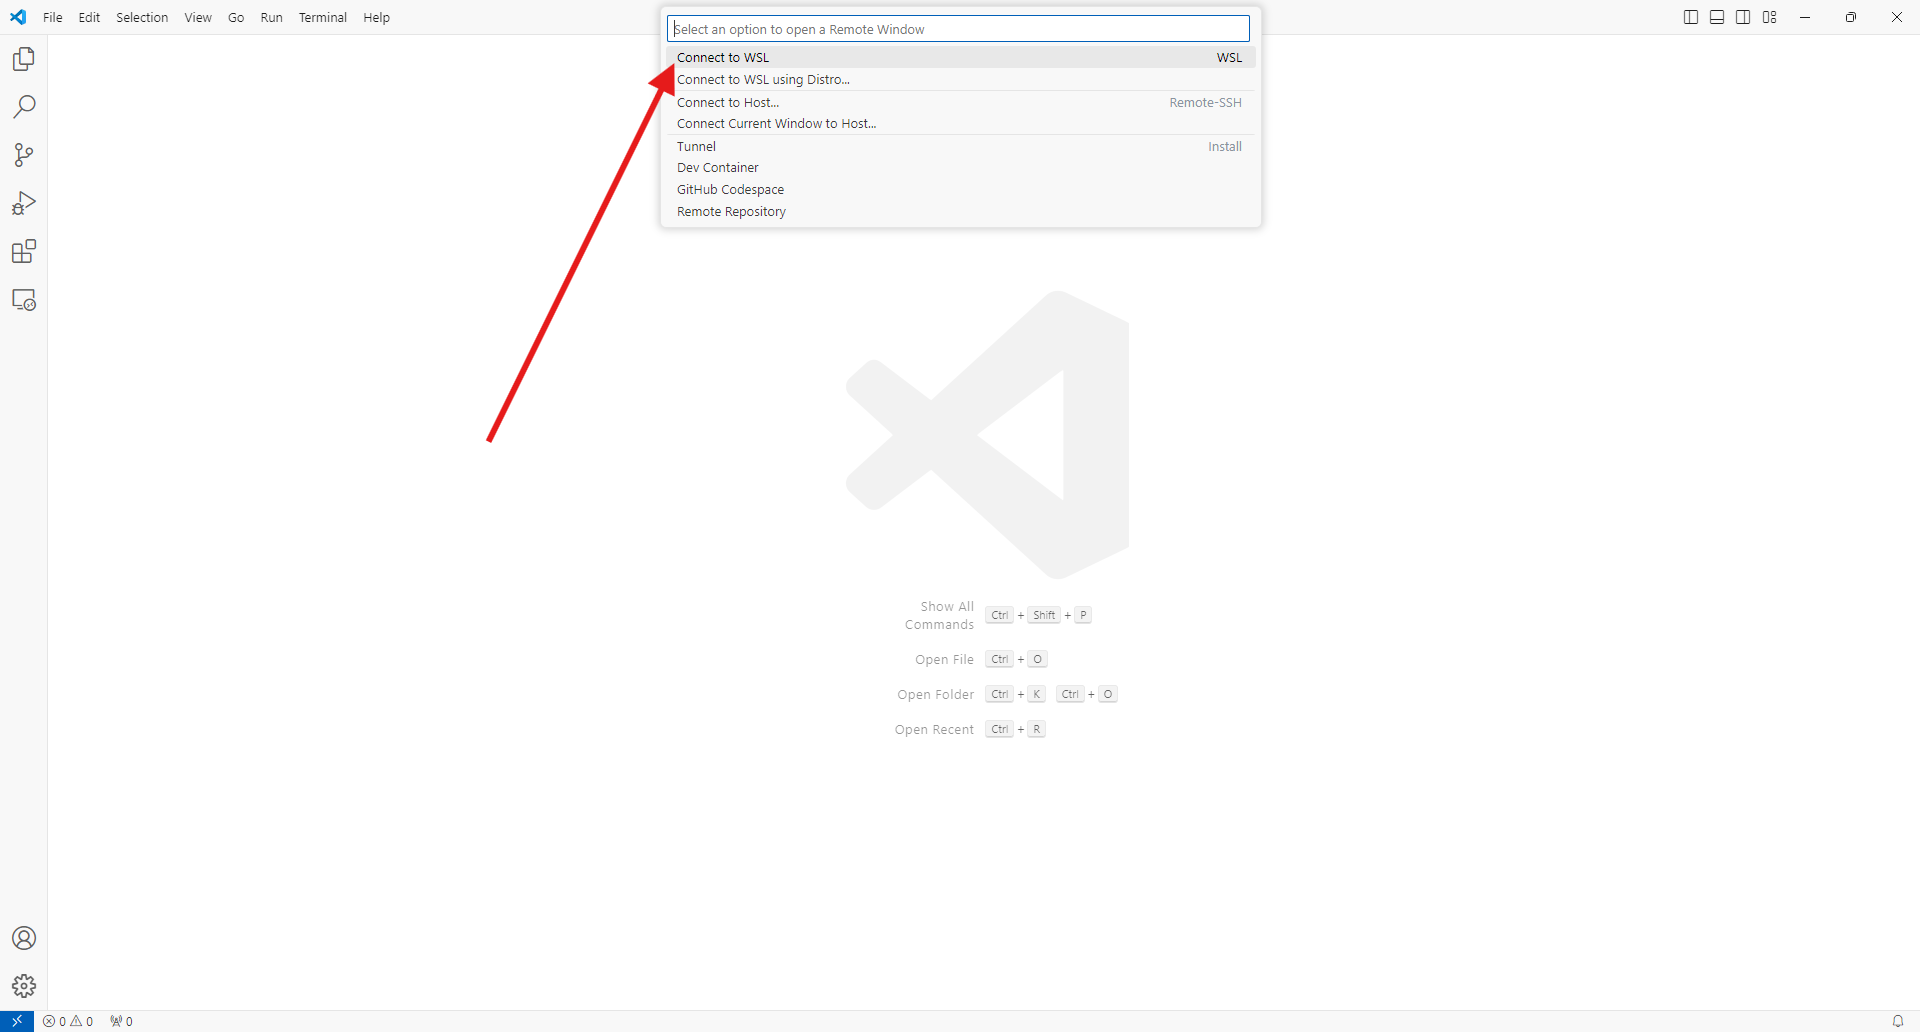 File Edit Selection View Go Run Terminal Help
Select an option to open a Remote Window
Connect to WSL WSL
Connect to WSL using Distro...
Connect to Host... Remote-SSH
Connect Current Window to Host...
Tunnel Install
Dev Container
GitHub Codespace
Remote Repository
Show All
Commands Ctrl + Shift + P
Open File Ctrl + O
Open Folder Ctrl + K Ctrl + O
Open Recent Ctrl + R
0 0 0